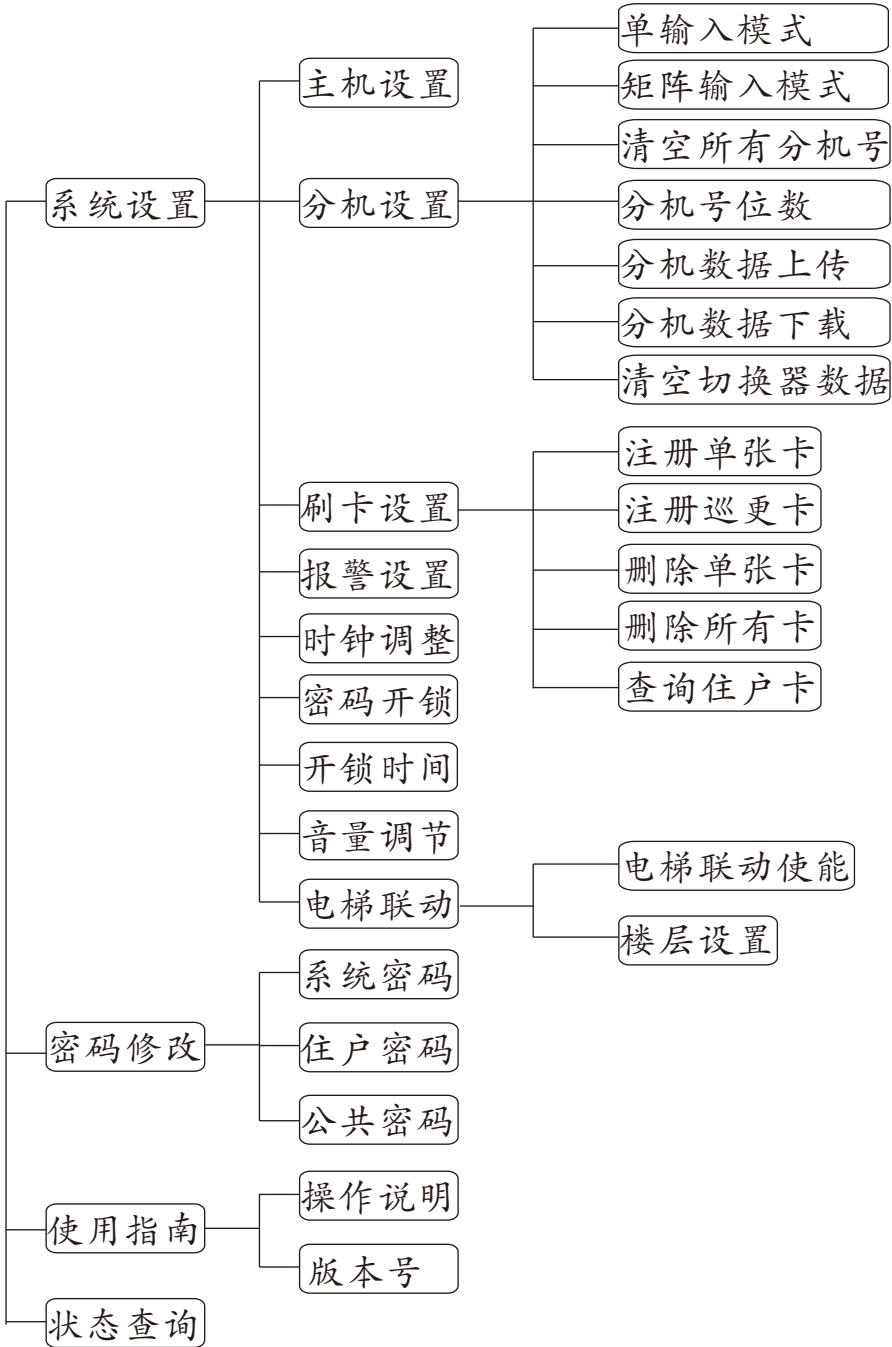 系统设置
主机设置
分机设置
单输入模式
矩阵输入模式
清空所有分机号
分机号位数
分机数据上传
分机数据下载
清空切换器数据
刷卡设置
注册单张卡
注册巡更卡
删除单张卡
删除所有卡
查询住户卡
报警设置
时钟调整
密码开锁
开锁时间
音量调节
电梯联动
电梯联动使能
楼层设置
密码修改
系统密码
住户密码
公共密码
使用指南
操作说明
版本号
状态查询